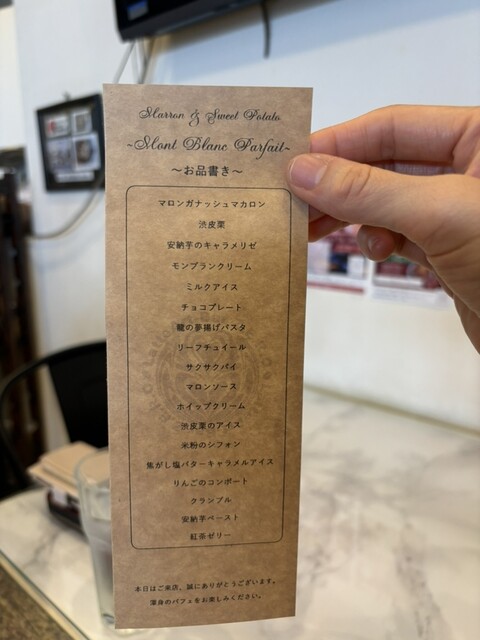 Marron & Sweet Potato
~Mont Blanc Parfait~
～お品書き～
マロンガナッシュマカロン
渋皮栗
安納芋のキャラメリゼ
モンブランクリーム
ミルクアイス
チョコプレート
龍の夢揚げパスタ
リーフチュイール
サクサクパイ
マロンソース
ホイップクリーム
渋皮栗のアイス
米粉のシフォン
焦がし塩バターキャラメルアイス
りんごのコンポート
クランブル
安納芋ペースト
紅茶ゼリー
本日はご来店、誠にありがとうございます。
渾身のパフェをお楽しみください。